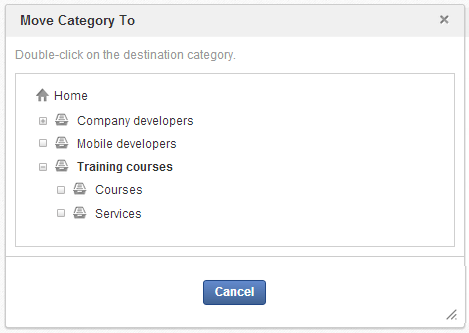 Move Category To
Double-click on the destination category.
Home
Company developers
Mobile developers
Training courses
Courses
Services
Cancel